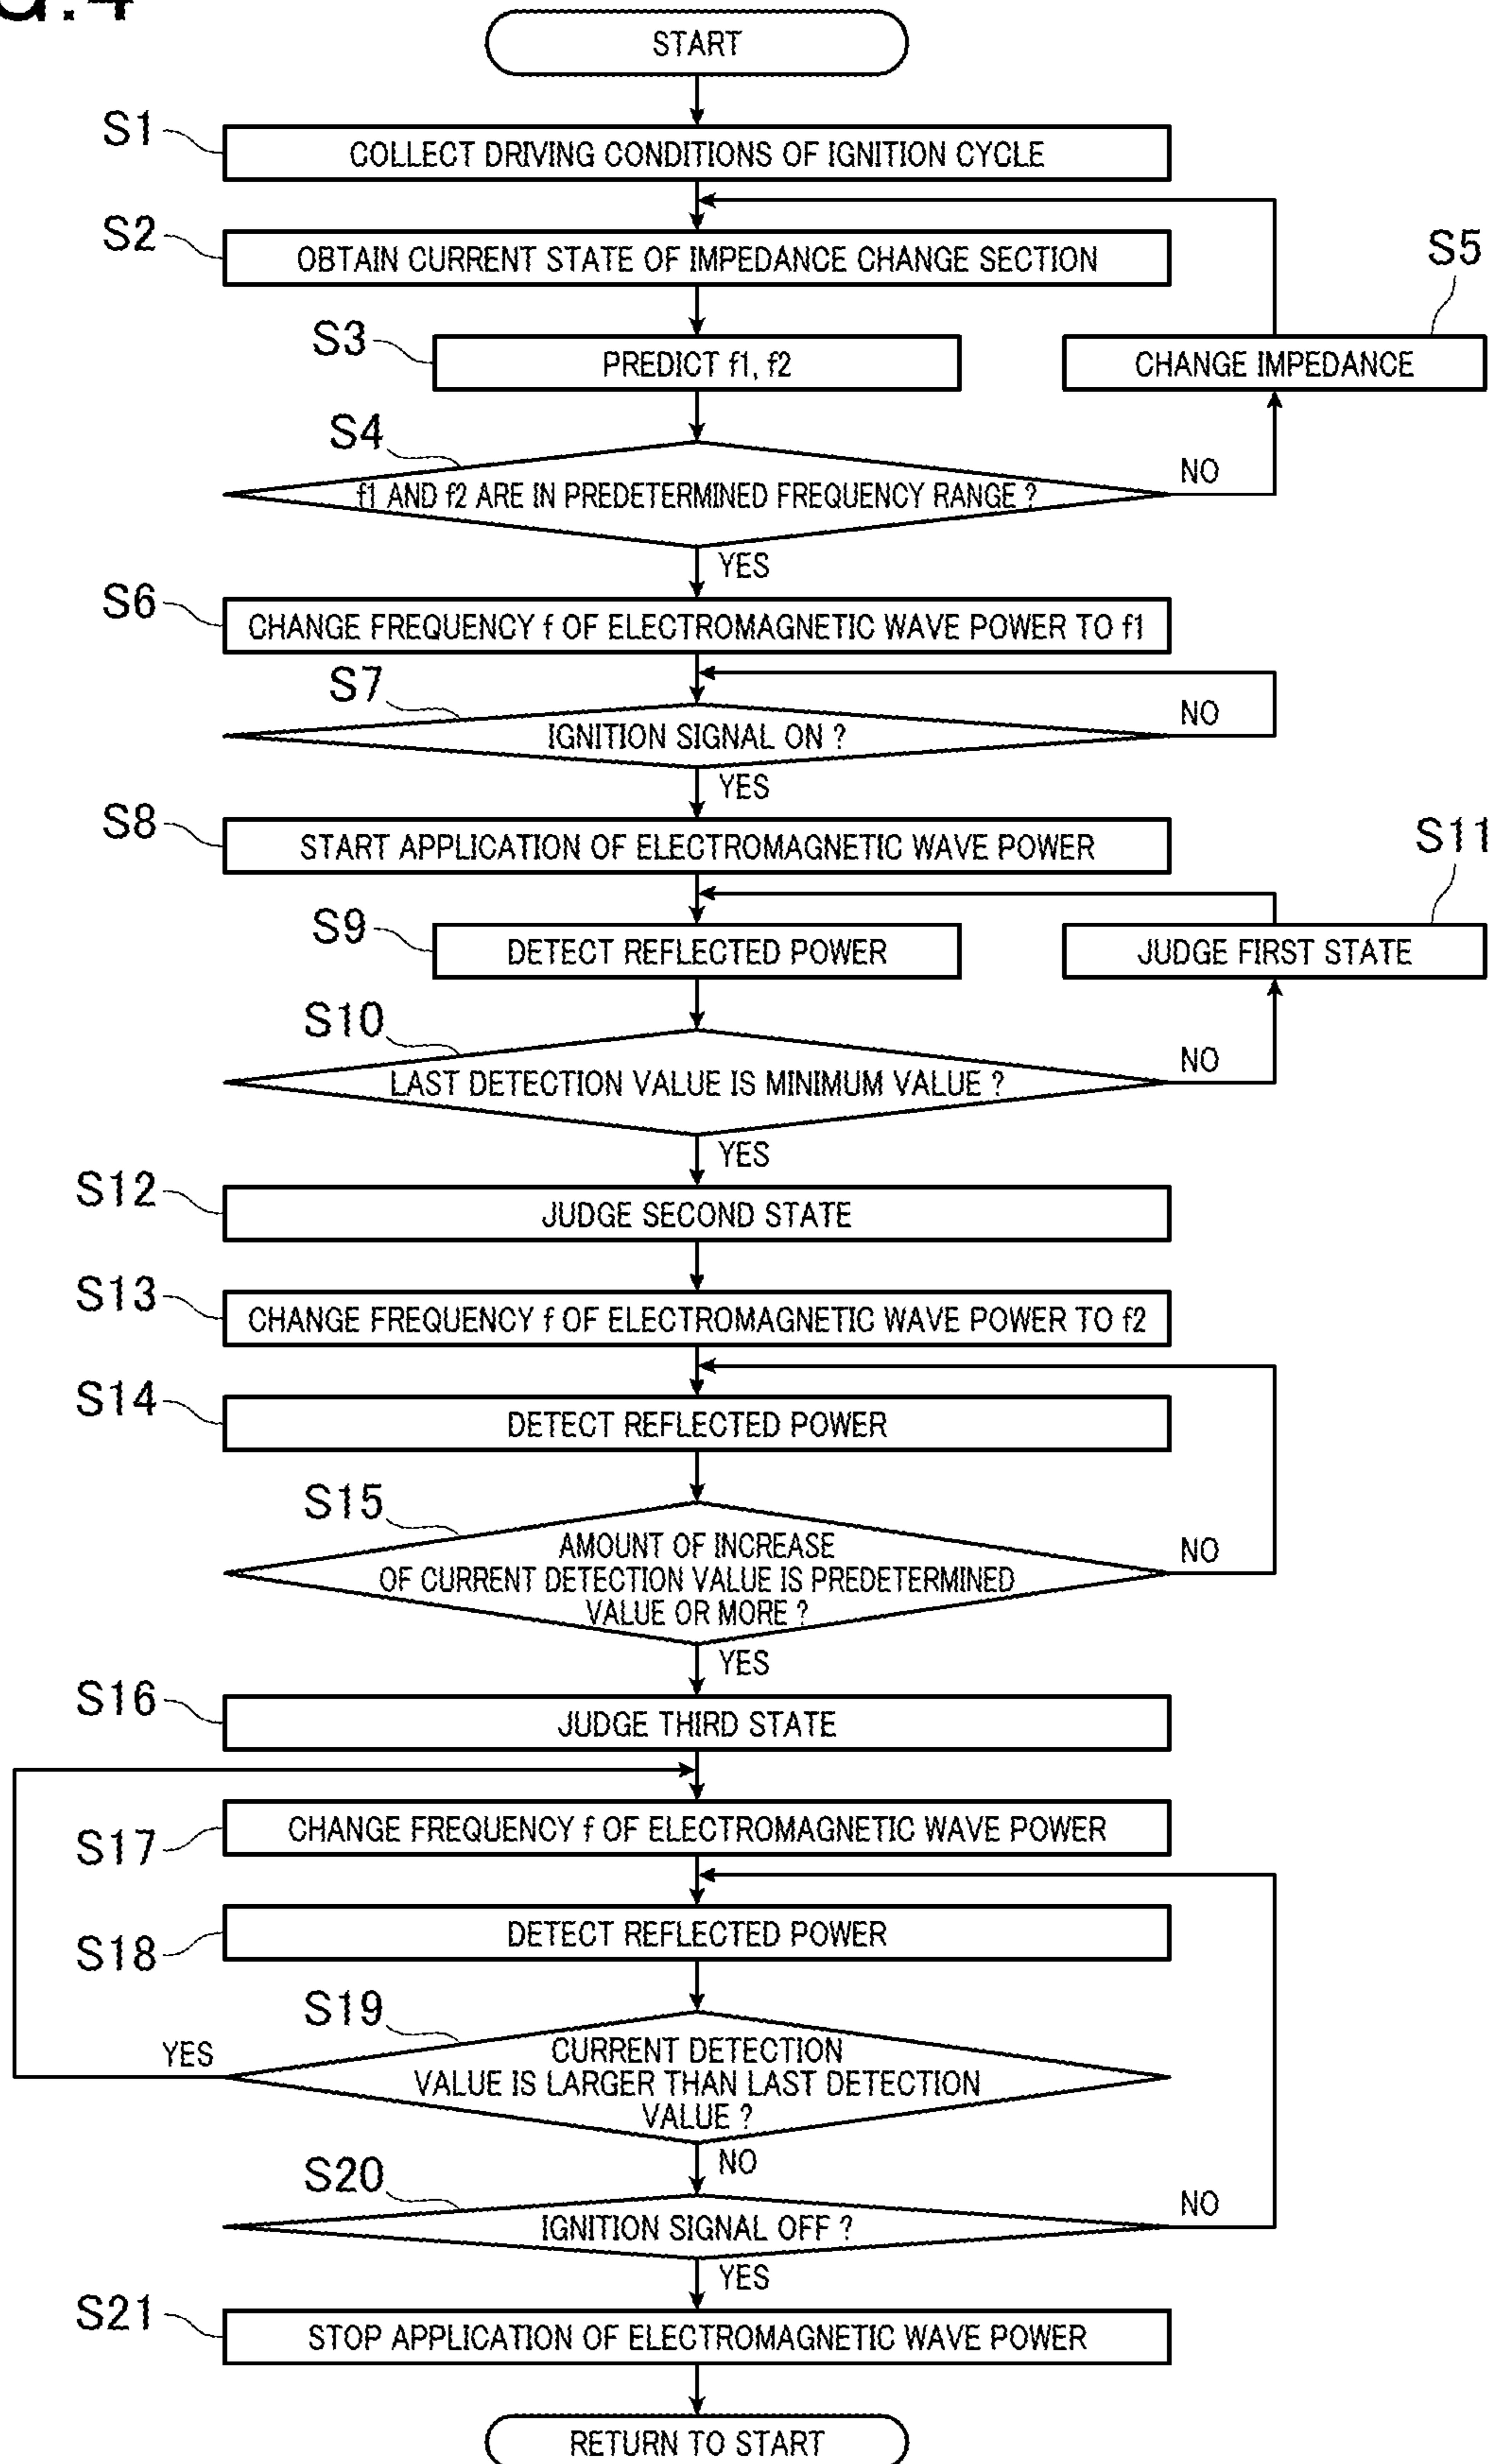 G.4
START
S1
COLLECT DRIVING CONDITIONS OF IGNITION CYCLE
S2
OBTAIN CURRENT STATE OF IMPEDANCE CHANGE SECTION
S5
S3
PREDICT f1, f2
CHANGE IMPEDANCE
S4
f1 AND f2 ARE IN PREDETERMINED FREQUENCY RANGE ?
NO
YES
S6
CHANGE FREQUENCY f OF ELECTROMAGNETIC WAVE POWER TO f1
S7
IGNITION SIGNAL ON ?
NO
YES
S8
START APPLICATION OF ELECTROMAGNETIC WAVE POWER
S11
S9
DETECT REFLECTED POWER
JUDGE FIRST STATE
S10
LAST DETECTION VALUE IS MINIMUM VALUE ?
NO
YES
S12
JUDGE SECOND STATE
S13
CHANGE FREQUENCY f OF ELECTROMAGNETIC WAVE POWER TO f2
S14
DETECT REFLECTED POWER
S15
AMOUNT OF INCREASE
OF CURRENT DETECTION VALUE IS PREDETERMINED
VALUE OR MORE ?
NO
YES
S16
JUDGE THIRD STATE
S17
CHANGE FREQUENCY f OF ELECTROMAGNETIC WAVE POWER
S18
DETECT REFLECTED POWER
S19
YES
CURRENT DETECTION
VALUE IS LARGER THAN LAST DETECTION
VALUE ?
NO
S20
IGNITION SIGNAL OFF ?
NO
YES
S21
STOP APPLICATION OF ELECTROMAGNETIC WAVE POWER
RETURN TO START